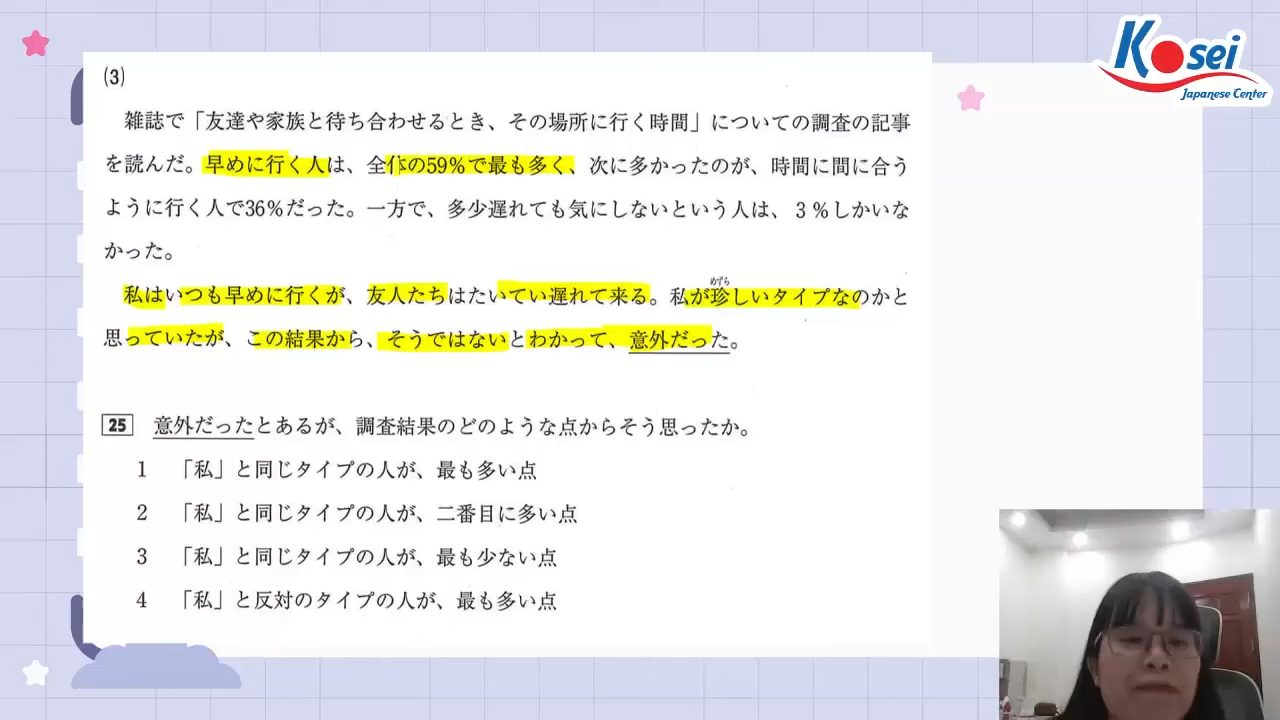 Kosei
Japanese Center
(3)
雑誌で「友達や家族と待ち合わせるとき、その場所に行く時間」についての調査の記事
を読んだ。早めに行く人は、全体の59%で最も多く、次に多かったのが、時間に間に合う
ように行く人で36%だった。一方で、多少遅れても気にしないという人は、3%しかいな
かった。
私はいつも早めに行くが、友人たちはたいてい遅れて来る。私が珍しいタイプなのかと
めずら
思っていたが、この結果から、そうではないとわかって、意外だった。
25 意外だったとあるが、調査結果のどのような点からそう思ったか。
1 「私」と同じタイプの人が、最も多い点
2 「私」と同じタイプの人が、二番目に多い点
3 「私」と同じタイプの人が、最も少ない点
4 「私」と反対のタイプの人が、最も多い点